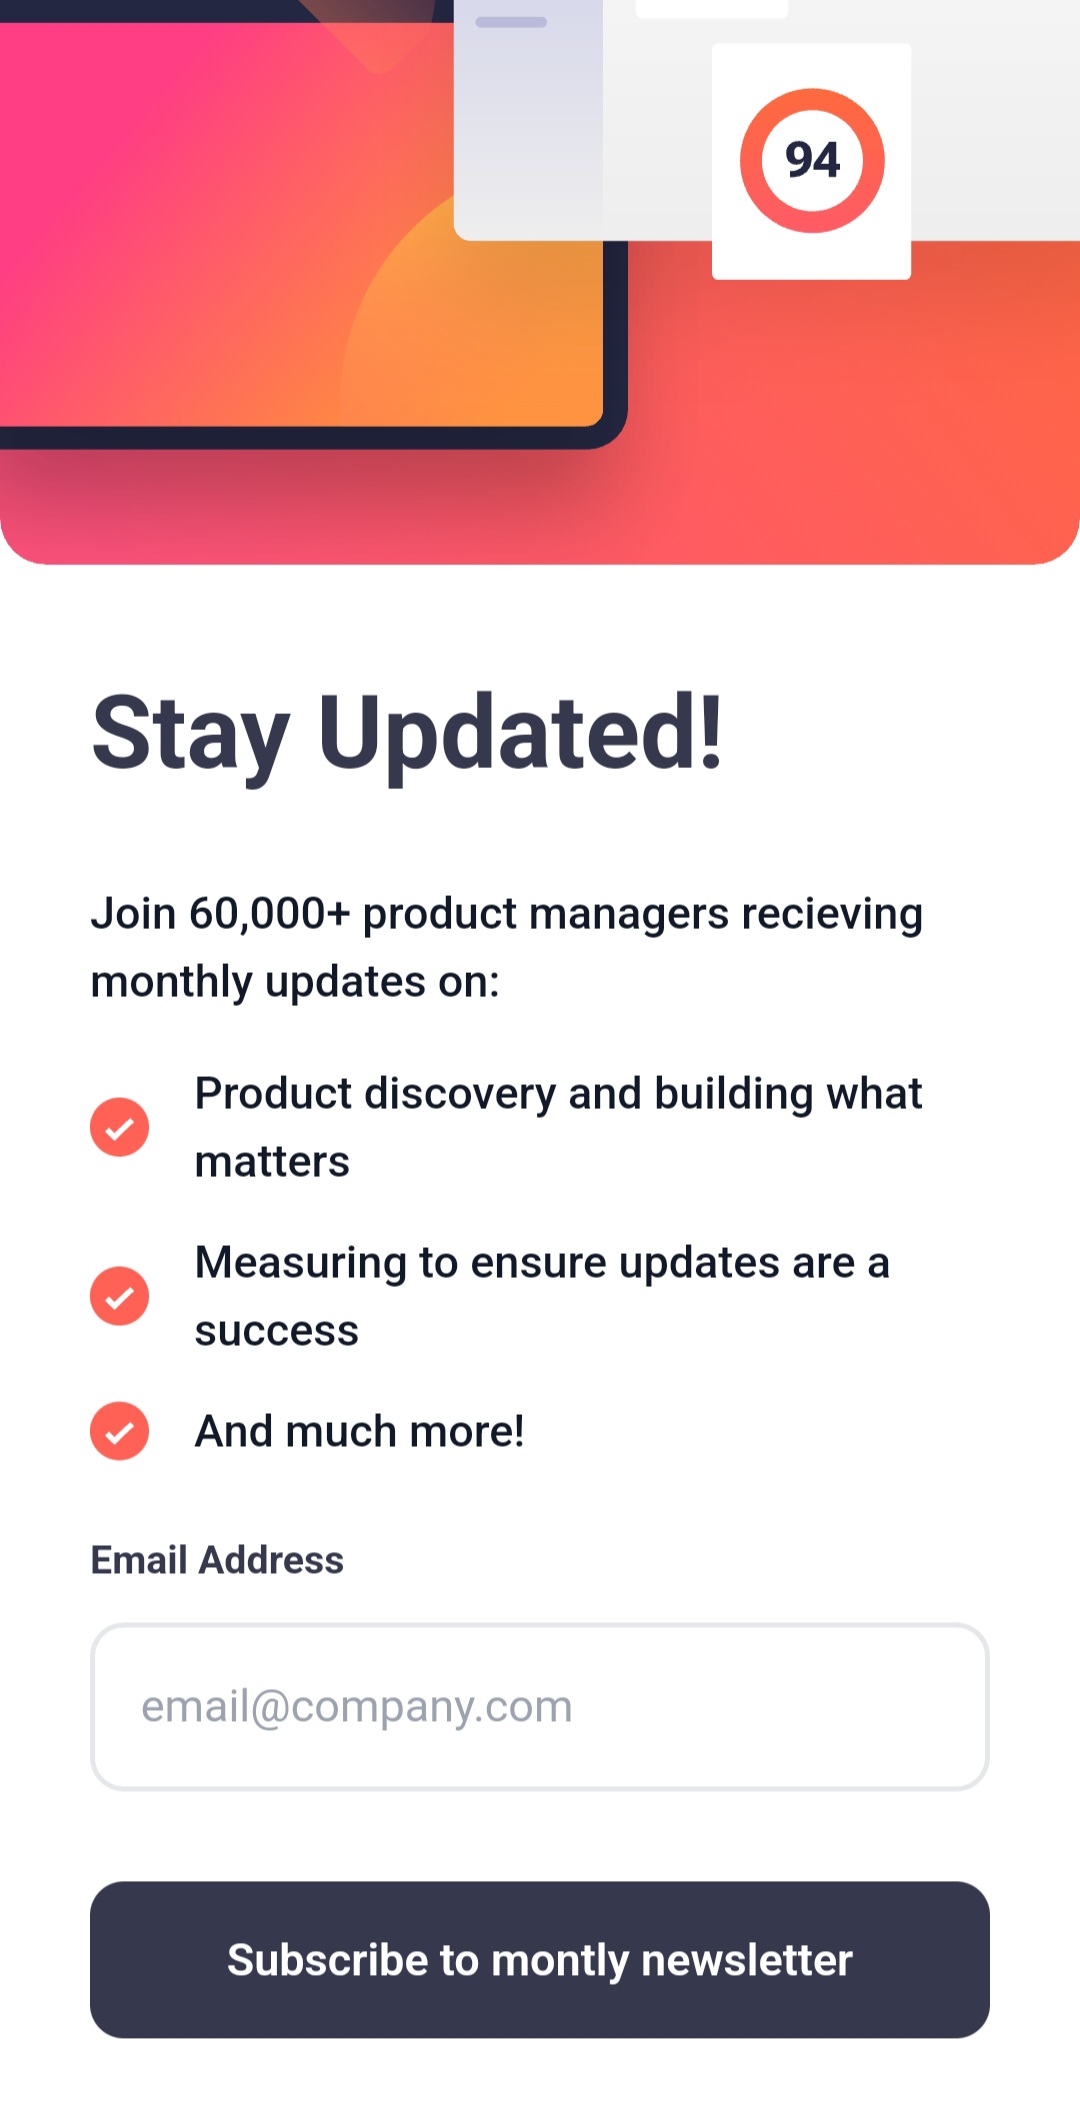 94
Stay Updated!
Join 60,000+ product managers recieving
monthly updates on:
Product discovery and building what
matters
Measuring to ensure updates are a
success
And much more!
Email Address
email@company.com
Subscribe to montly newsletter